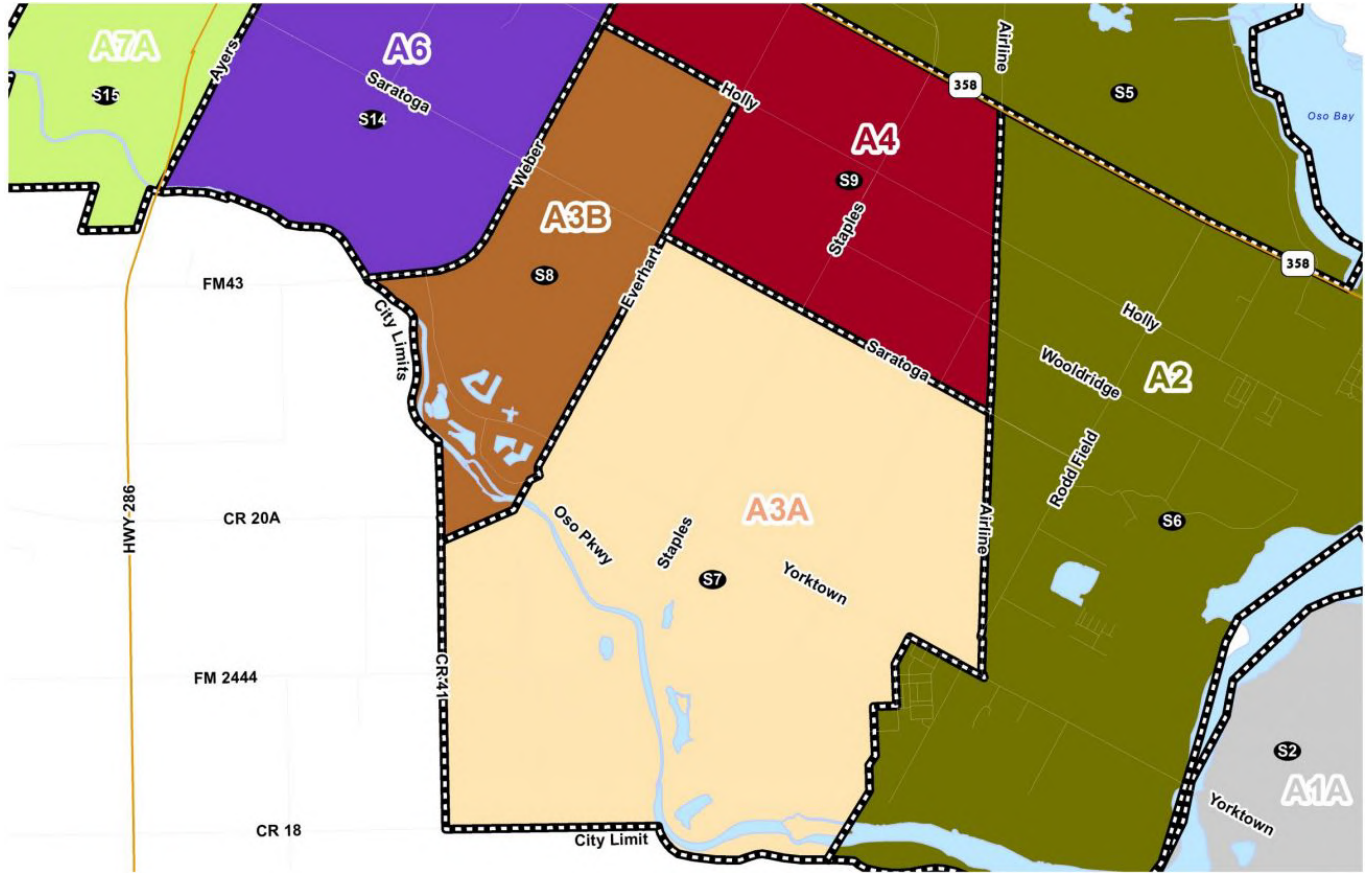 A7A
Ayers
A6
Saratoga
S15
S14
Weber
Holly
358
Airline
S5
Oso Bay
A4
S9
Staples
A3B
S8
Everhart
FM43
City Limits
358
Holly
Wooldridge
A2
Saratoga
Rodd Field
HWY 286
CR 20A
Oso Pkwy
Staples
A3A
S7
Yorktown
Airline
S6
FM 2444
CR 41
S2
A1A
Yorktown
CR 18
City Limit